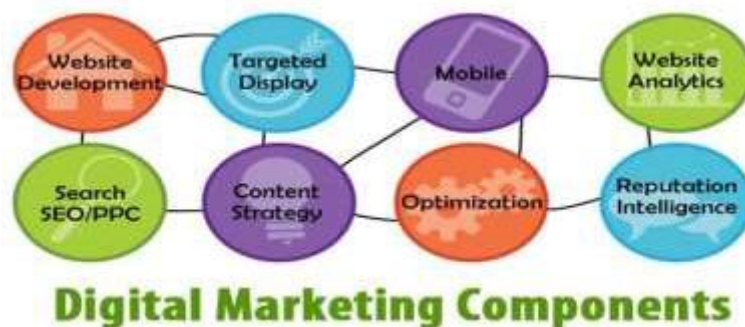 Website
Development
Targeted
Display
Mobile
Website
Analytics
Search
SEO/PPC
Content
Strategy
Optimization
Reputation
Intelligence
Digital Marketing Components